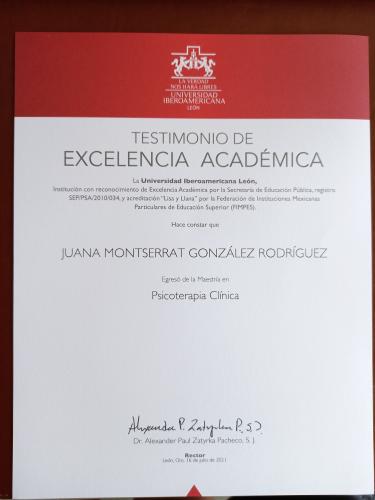 LA VERDAD
NOS HARÁ LIBRES
UNIVERSIDAD
IBEROAMERICANA
LEÓN
TESTIMONIO DE
EXCELENCIA ACADÉMICA
La Universidad Iberoamericana León,
Institución con reconocimiento de Excelencia Académica por la Secretaría de Educación Pública, registro
SEP/PSA/2010/034, y acreditación "Lisa y Llana" por la Federación de Instituciones Mexicanas
Particulares de Educación Superior (FIMPES).
Hace constar que
JUANA MONTSERRAT GONZÁLEZ RODRÍGUEZ
Egresó de la Maestría en
Psicoterapia Clínica
Alexander P. Zatyrka P., S.J.
Dr. Alexander Paul Zatyrka Pacheco, S. J.
Rector
León, Gto, 16 de julio de 2021